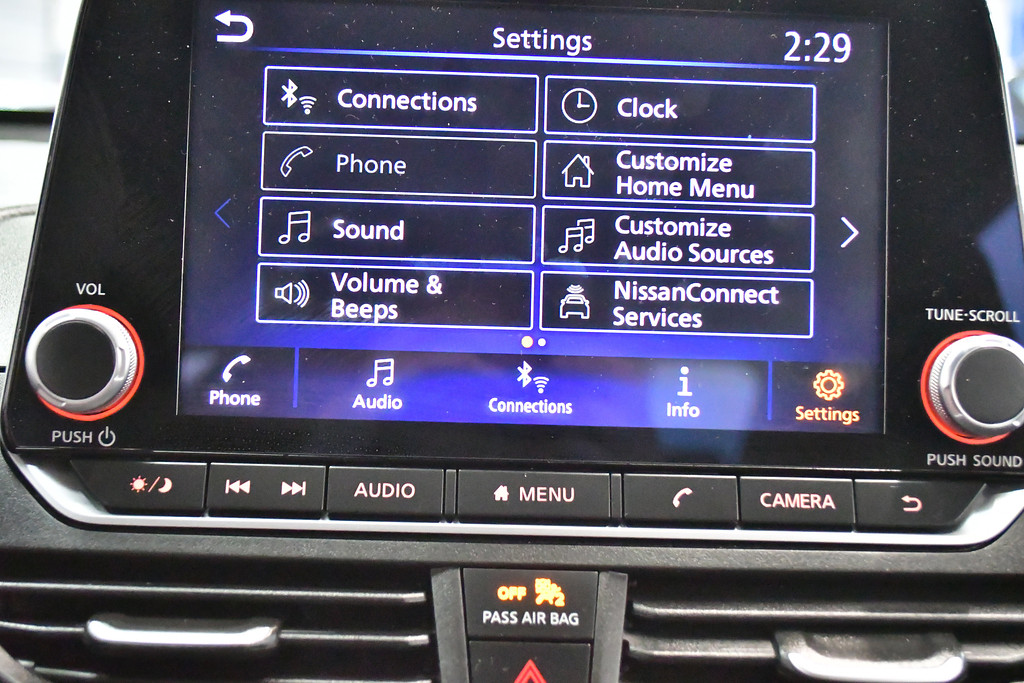 Settings
2:29
Connections
Clock
Phone
Customize
Home Menu
Sound
Customize
Audio Sources
Volume &
Beeps
NissanConnect
Services
Phone
Audio
Connections
Info
Settings
VOL
PUSH
TUNE-SCROLL
PUSH SOUND
AUDIO
MENU
CAMERA
OFF
2
PASS AIR BAG